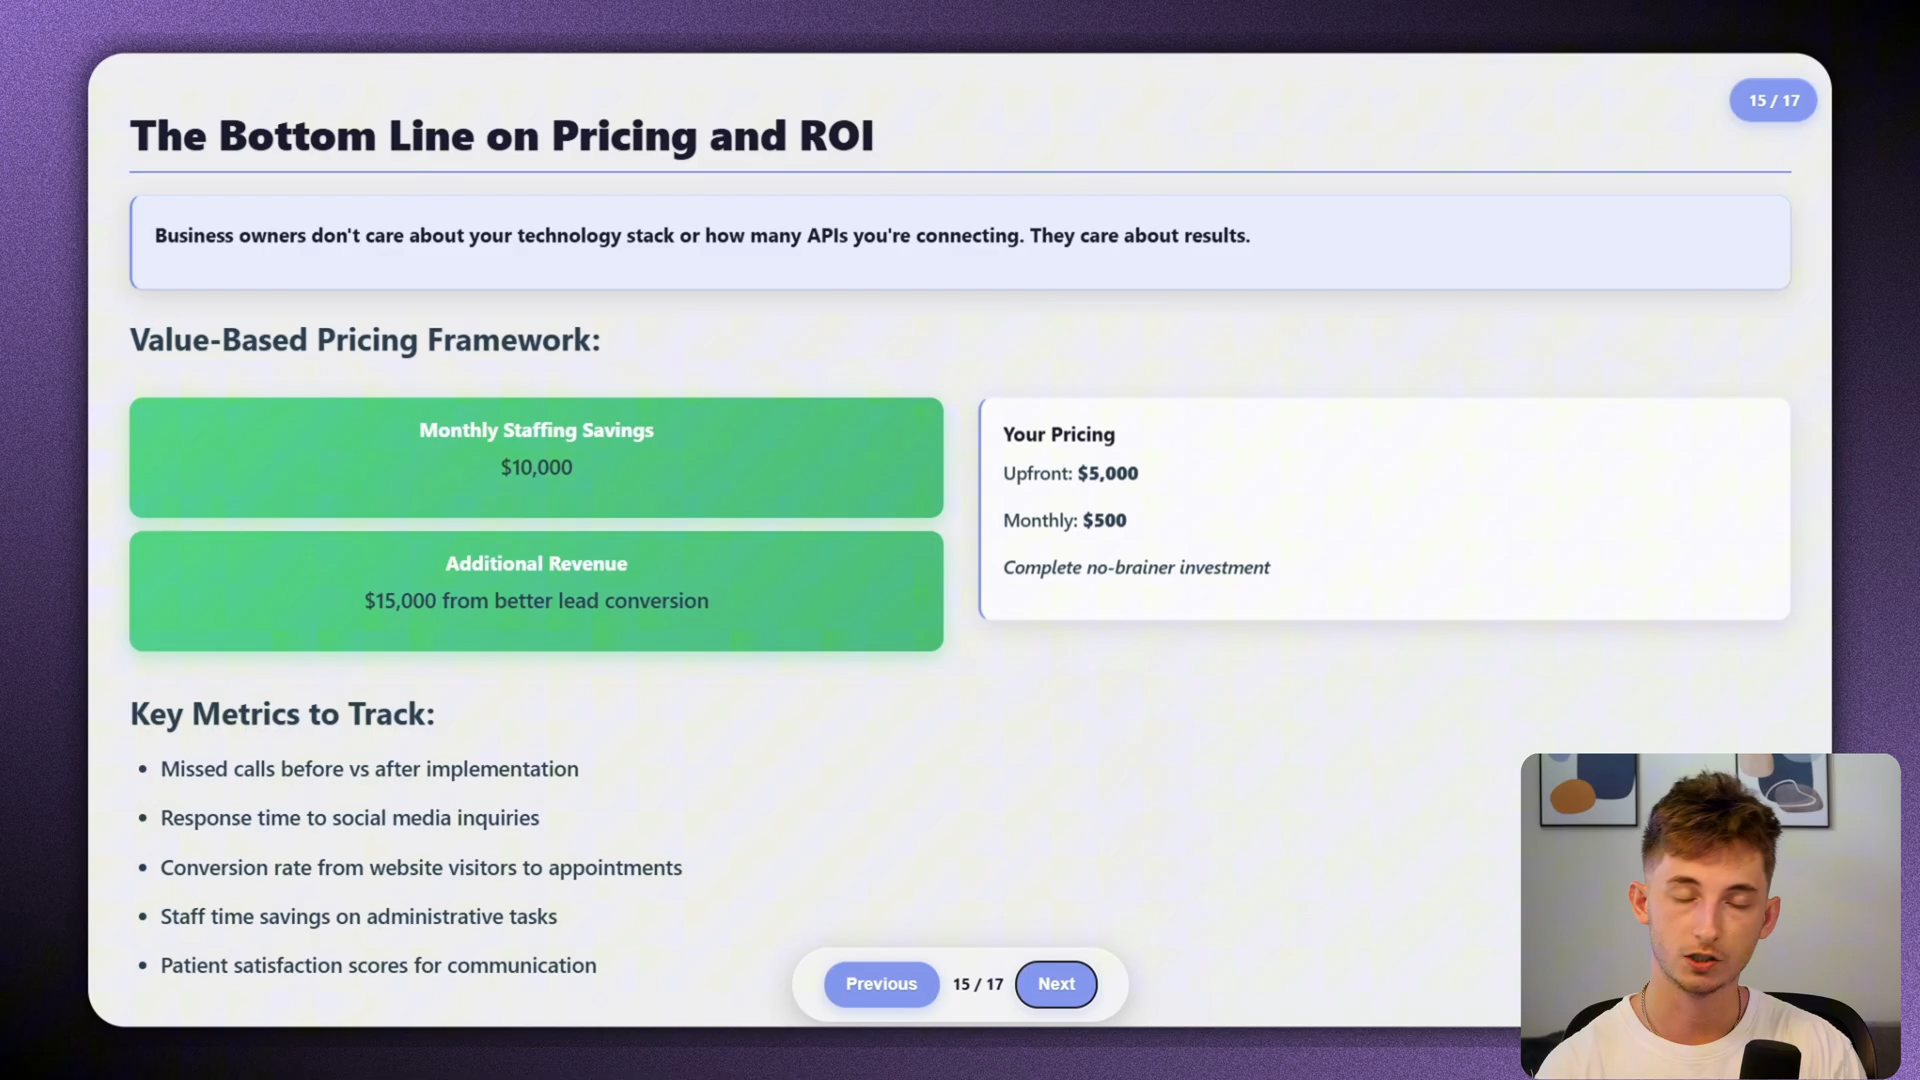 15 / 17
The Bottom Line on Pricing and ROI
Business owners don't care about your technology stack or how many APIs you're connecting. They care about results.
Value-Based Pricing Framework:
Monthly Staffing Savings
$10,000
Additional Revenue
$15,000 from better lead conversion
Your Pricing
Upfront: $5,000
Monthly: $500
Complete no-brainer investment
Key Metrics to Track:
• Missed calls before vs after implementation
• Response time to social media inquiries
• Conversion rate from website visitors to appointments
• Staff time savings on administrative tasks
• Patient satisfaction scores for communication
Previous 15 / 17 Next